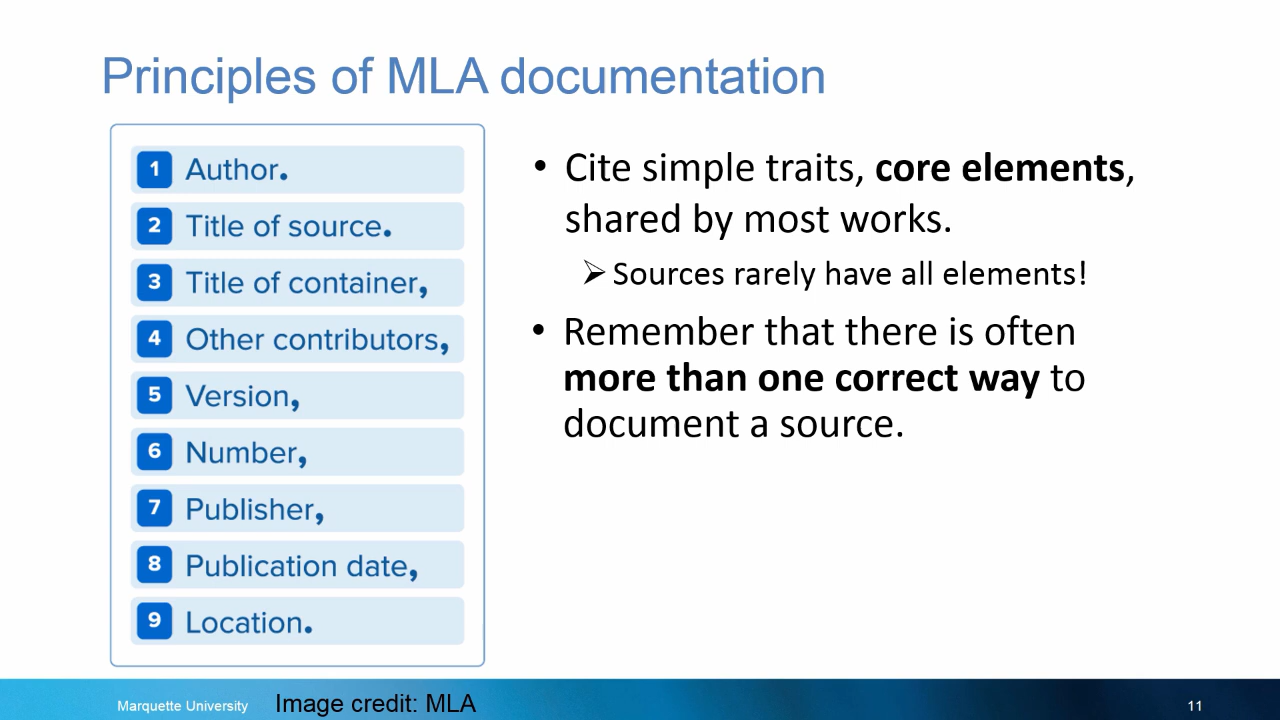 Principles of MLA documentation
1 Author.
2 Title of source.
3 Title of container,
4 Other contributors,
5 Version,
6 Number,
7 Publisher,
8 Publication date,
9 Location.
• Cite simple traits, core elements,
shared by most works.
➢ Sources rarely have all elements!
• Remember that there is often
more than one correct way to
document a source.
Marquette University
Image credit: MLA
11